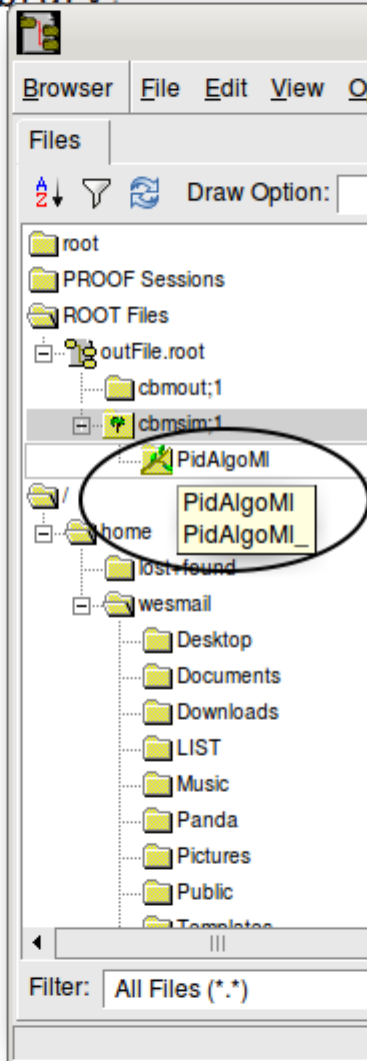 Browser File Edit View O
Files
Draw Option:
root
PROOF Sessions
ROOT Files
outFile.root
cbmout;1
cbmsim;1
PidAlgoMl
/
PidAlgoMl
home
PidAlgoMl_
lost+found
wesmail
Desktop
Documents
Downloads
LIST
Music
Panda
Pictures
Public
Templates
Filter: All Files (*.*)